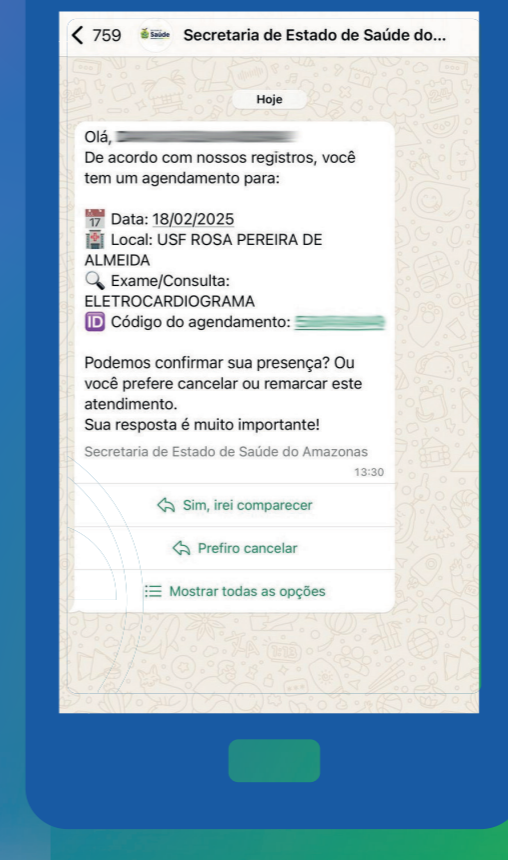 759 Saúde Secretaria de Estado de Saúde do...
Hoje
Olá,
De acordo com nossos registros, você
tem um agendamento para:
17 Data: 18/02/2025
Local: USF ROSA PEREIRA DE
ALMEIDA
Exame/Consulta:
ELETROCARDIOGRAMA
ID Código do agendamento:
Podemos confirmar sua presença? Ou
você prefere cancelar ou remarcar este
atendimento.
Sua resposta é muito importante!
Secretaria de Estado de Saúde do Amazonas
13:30
Sim, irei comparecer
Prefiro cancelar
Mostrar todas as opções